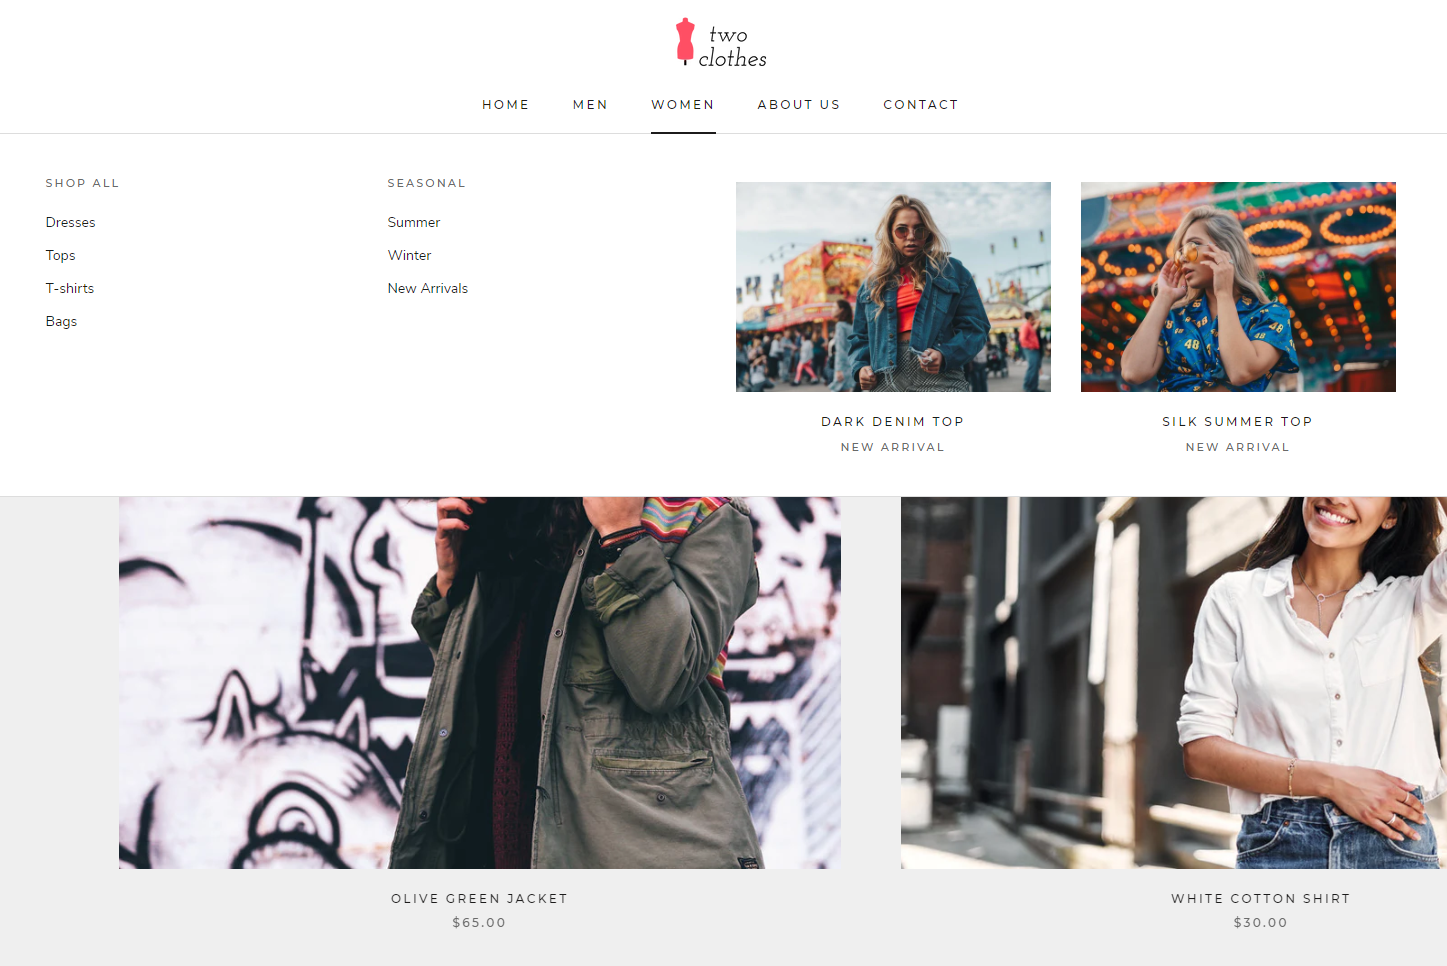 two
clothes
HOME MEN WOMEN ABOUT US CONTACT
SHOP ALL
Dresses
Tops
T-shirts
Bags
SEASONAL
Summer
Winter
New Arrivals
48
48
48
DARK DENIM TOP
NEW ARRIVAL
SILK SUMMER TOP
NEW ARRIVAL
OLIVE GREEN JACKET
$65.00
WHITE COTTON SHIRT
$30.00